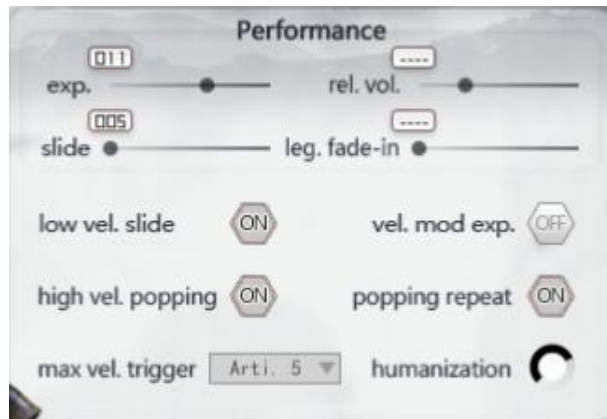 Performance
011 ----
exp. rel. vol.
005 ----
slide leg. fade-in
low vel. slide ON vel. mod exp. OFF
high vel. popping ON popping repeat ON
max vel. trigger Arti. 5 humanization